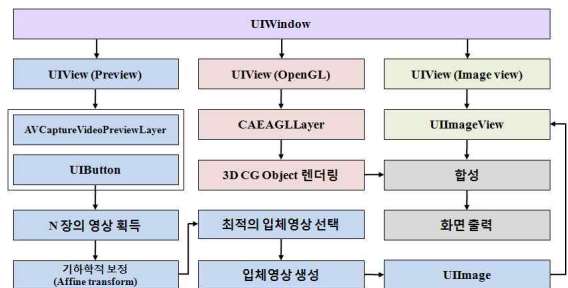 UIWindow
UIView (Preview)
UIView (OpenGL)
UIView (Image view)
AVCaptureVideoPreviewLayer
CAEAGLLayer
UIImageView
UIButton
3D CG Object 렌더링
합성
N 장의 영상 획득
최적의 입체영상 선택
화면 출력
기하학적 보정
(Affine transform)
입체영상 생성
UIImage